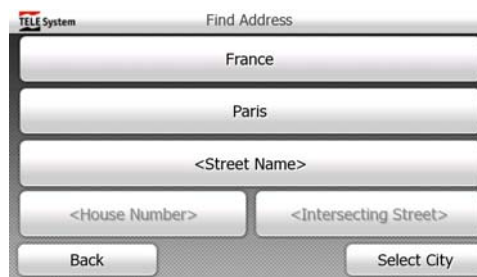 TELE System Find Address
France
Paris
<Street Name>
<House Number> <Intersecting Street>
Back Select City